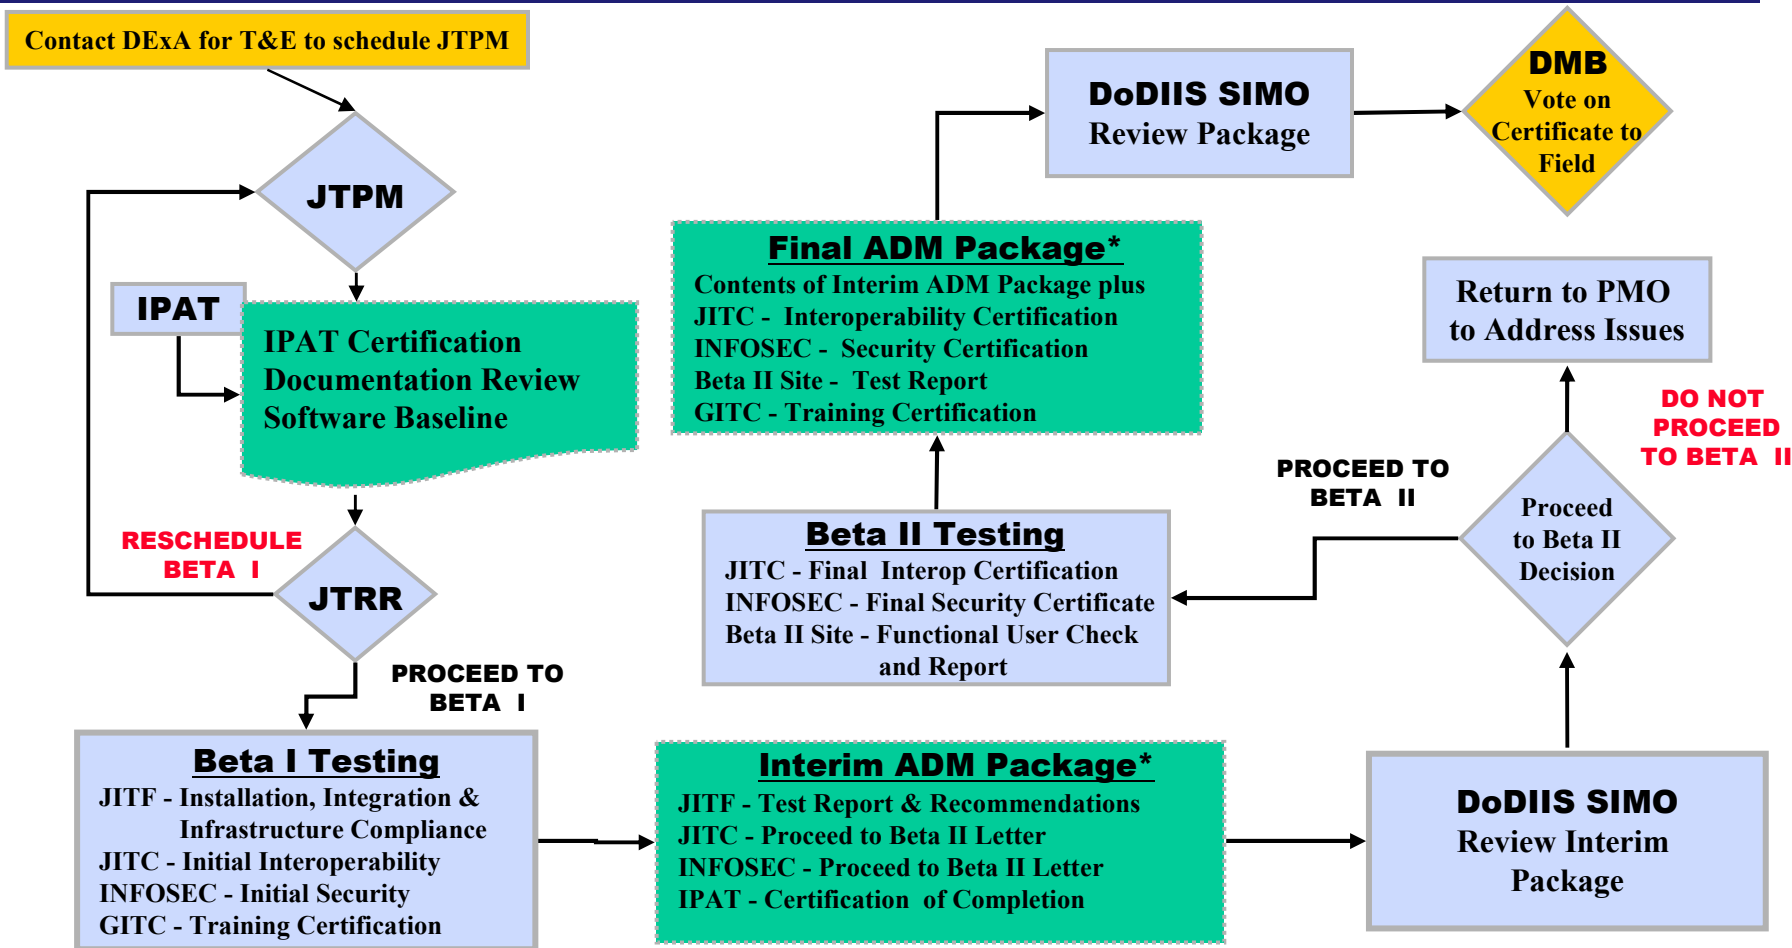 Contact DExA for T&E to schedule JTPM
JTPM
IPAT
IPAT Certification
Documentation Review
Software Baseline
RESCHEDULE
BETA I
JTRR
PROCEED TO
BETA I
Beta I Testing
JITF - Installation, Integration &
Infrastructure Compliance
JITC - Initial Interoperability
INFOSEC - Initial Security
GITC - Training Certification
Interim ADM Package*
JITF - Test Report & Recommendations
JITC - Proceed to Beta II Letter
INFOSEC - Proceed to Beta II Letter
IPAT - Certification of Completion
DoDIIS SIMO
Review Interim
Package
Proceed
to Beta II
Decision
DO NOT
PROCEED
TO BETA II
Return to PMO
to Address Issues
PROCEED TO
BETA II
Beta II Testing
JITC - Final Interop Certification
INFOSEC - Final Security Certificate
Beta II Site - Functional User Check
and Report
Final ADM Package*
Contents of Interim ADM Package plus
JITC - Interoperability Certification
INFOSEC - Security Certification
Beta II Site - Test Report
GITC - Training Certification
DoDIIS SIMO
Review Package
DMB
Vote on
Certificate to
Field